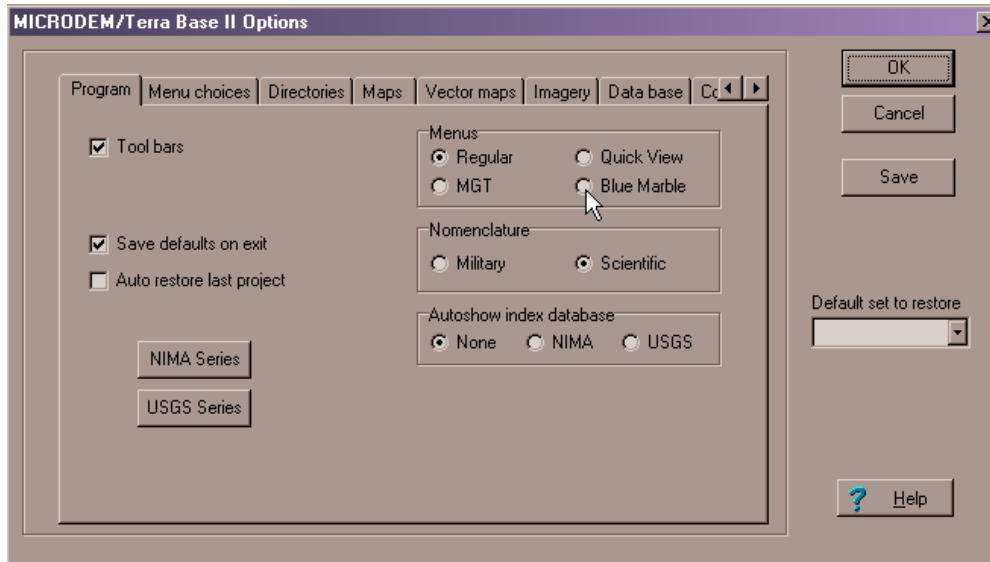 MICRODEM/Terra Base II Options
Program Menu choices Directories Maps Vector maps Imagery Data base
Tool bars
Save defaults on exit
Auto restore last project
NIMA Series
USGS Series
Menus
Regular Quick View
MGT Blue Marble
Nomenclature
Military Scientific
Autoshow index database
None NIMA USGS
OK
Cancel
Save
Default set to restore
? Help